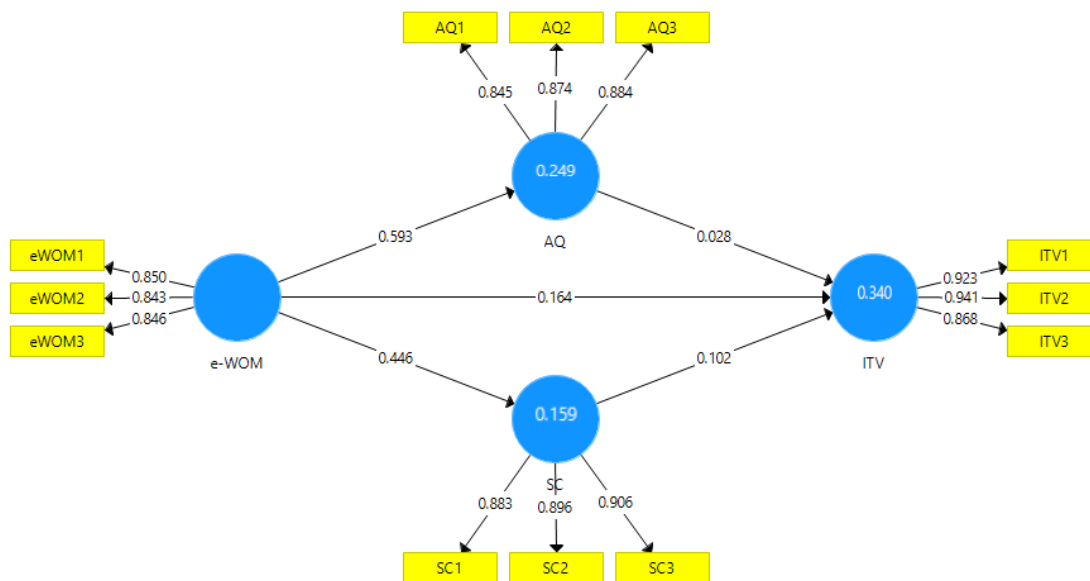 AQ1
AQ2
AQ3
0.845
0.874
0.884
0.249
AQ
0.593
0.028
eWOM1
eWOM2
eWOM3
0.850
0.843
0.846
e-WOM
0.164
0.340
ITV
0.923
0.941
0.868
ITV1
ITV2
ITV3
0.446
0.102
0.159
SC
0.883
0.896
0.906
SC1
SC2
SC3